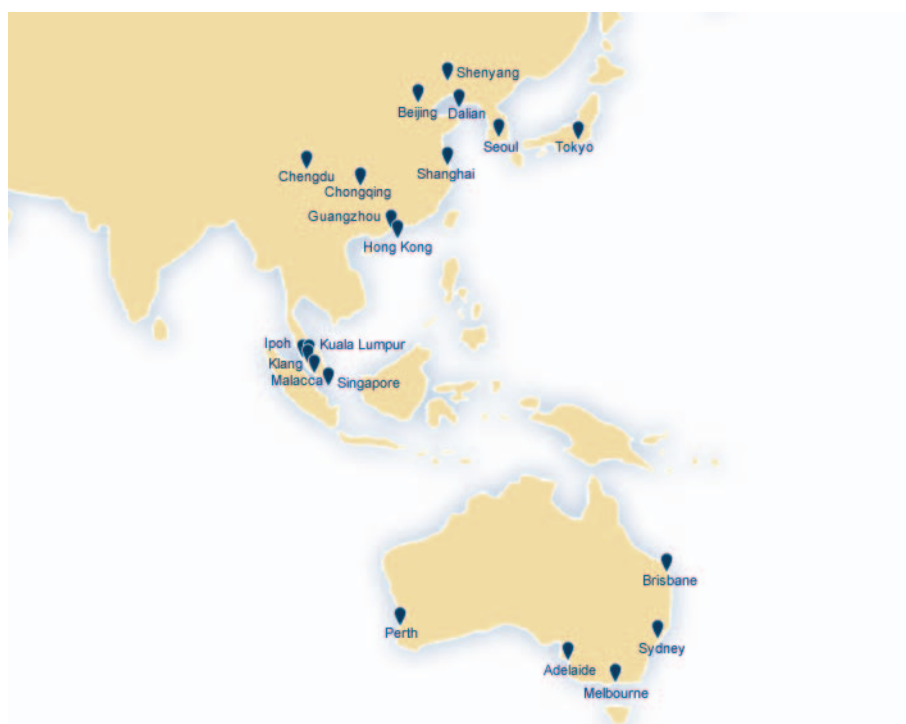 Shenyang
Beijing
Dalian
Seoul
Tokyo
Chengdu
Shanghai
Chongqing
Guangzhou
Hong Kong
Ipoh
Kuala Lumpur
Klang
Malacca
Singapore
Brisbane
Perth
Sydney
Adelaide
Melbourne